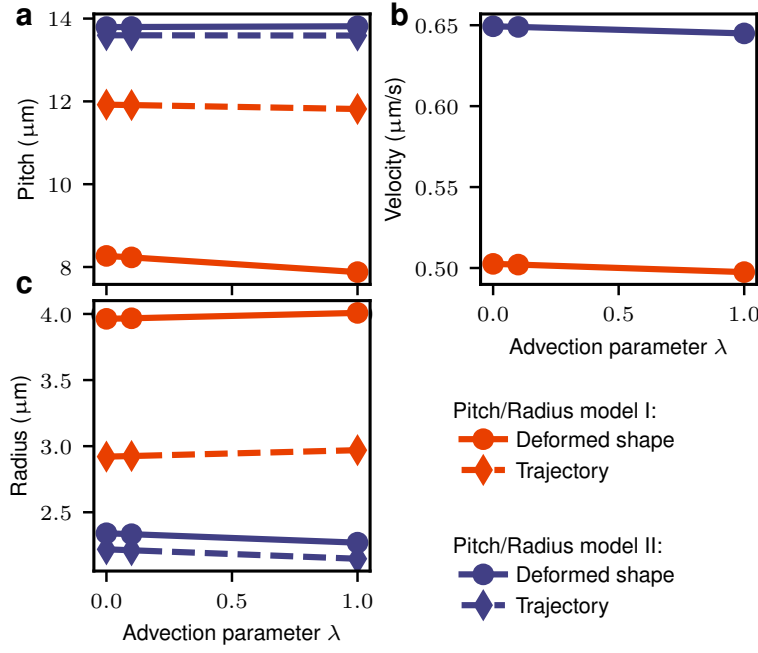 a
14
12
10
8
Pitch (μm)
b
0.65
0.60
0.55
0.50
Velocity (μm/s)
0.0 0.5 1.0
Advection parameter λ
c
4.0
3.5
3.0
2.5
Radius (μm)
0.0 0.5 1.0
Advection parameter λ
Pitch/Radius model I:
Deformed shape
Trajectory
Pitch/Radius model II:
Deformed shape
Trajectory